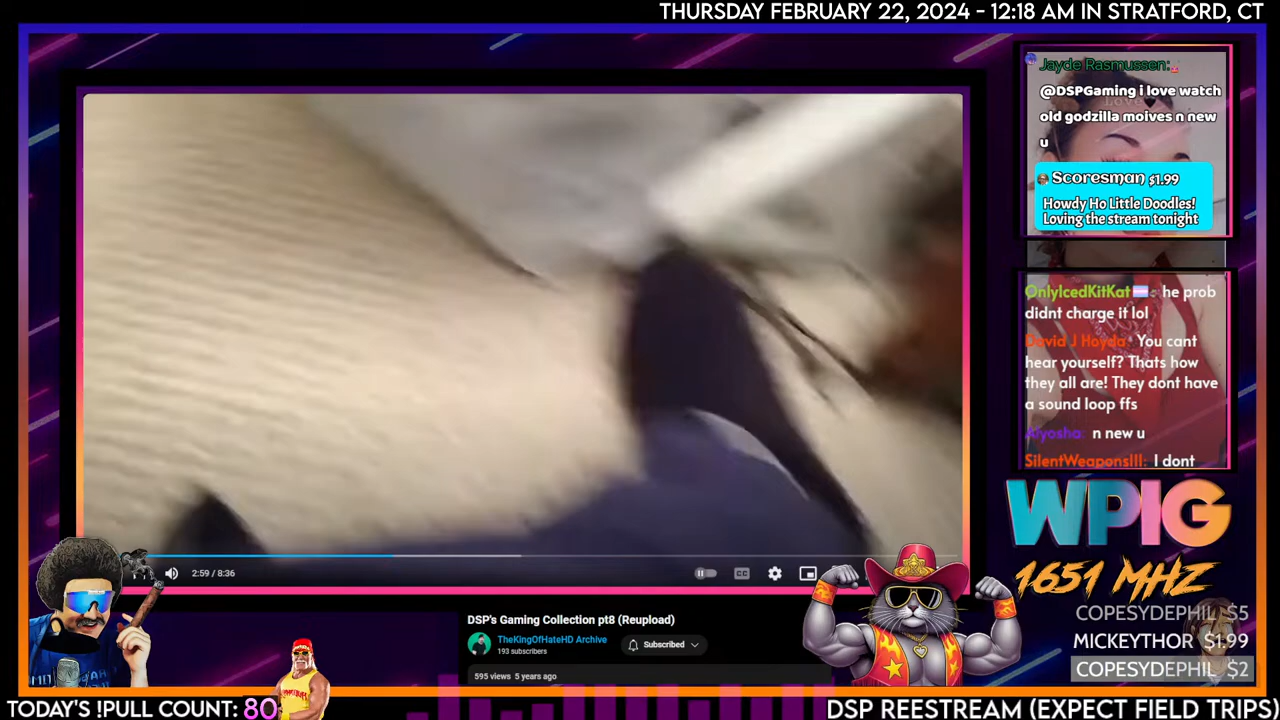 THURSDAY FEBRUARY 22, 2024 - 12:18 AM IN STRATFORD, CT
Jayde Rasmussen:
@DSPGaming i love watch
old godzilla moives n new
u
Scoresman $1.99
Howdy Ho Little Doodles!
Loving the stream tonight
OnlyIcedKitKat : he prob
didnt charge it lol
David J Hoyda: You cant
hear yourself? Thats how
they all are! They dont have
a sound loop ffs
Aryosha: n new u
SilentWeaponsIII: I dont
WPIG
1651 MHZ
COPESYDEPHIL $5
MICKEYTHOR $1.99
COPESYDEPHIL $2
2:59 / 8:36
CC
DSP's Gaming Collection pt8 (Reupload)
TheKingOfHateHD Archive
193 subscribers
Subscribed
595 views 5 years ago
TODAY'S !PULL COUNT: 80
DSP REESTREAM (EXPECT FIELD TRIPS)